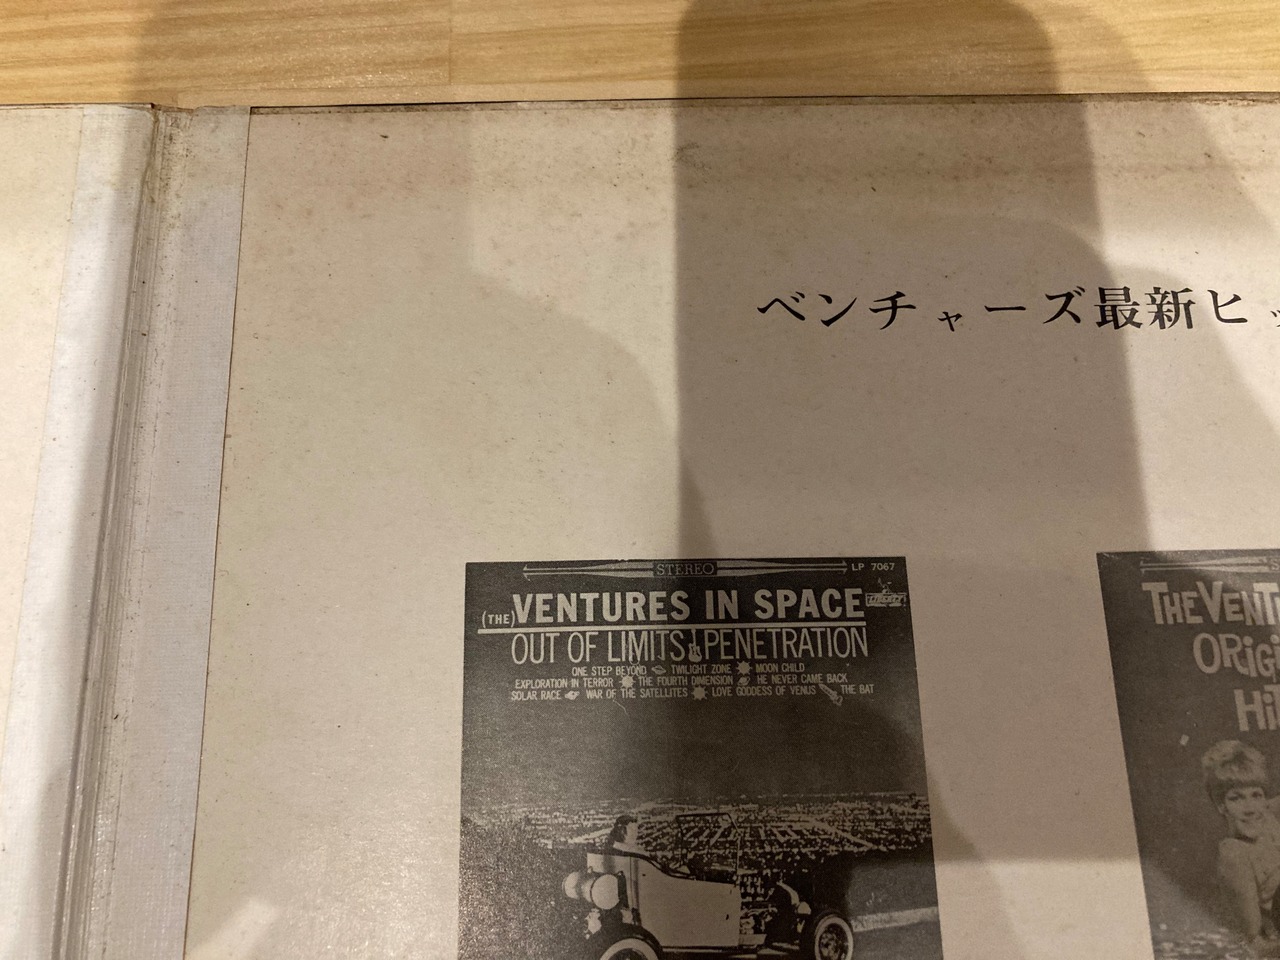 ベンチャーズ最新ヒッ
STEREO
LP 7067
(THE) VENTURES IN SPACE
LIBERTY
OUT OF LIMITS PENETRATION
ONE STEP BEYOND TWILIGHT ZONE MOON CHILD
EXPLORATION IN TERROR THE FOURTH DIMENSION HE NEVER CAME BACK
SOLAR RACE WAR OF THE SATELLITES LOVE GODDESS OF VENUS THE BAT
THE VENT
ORIGI
HIT